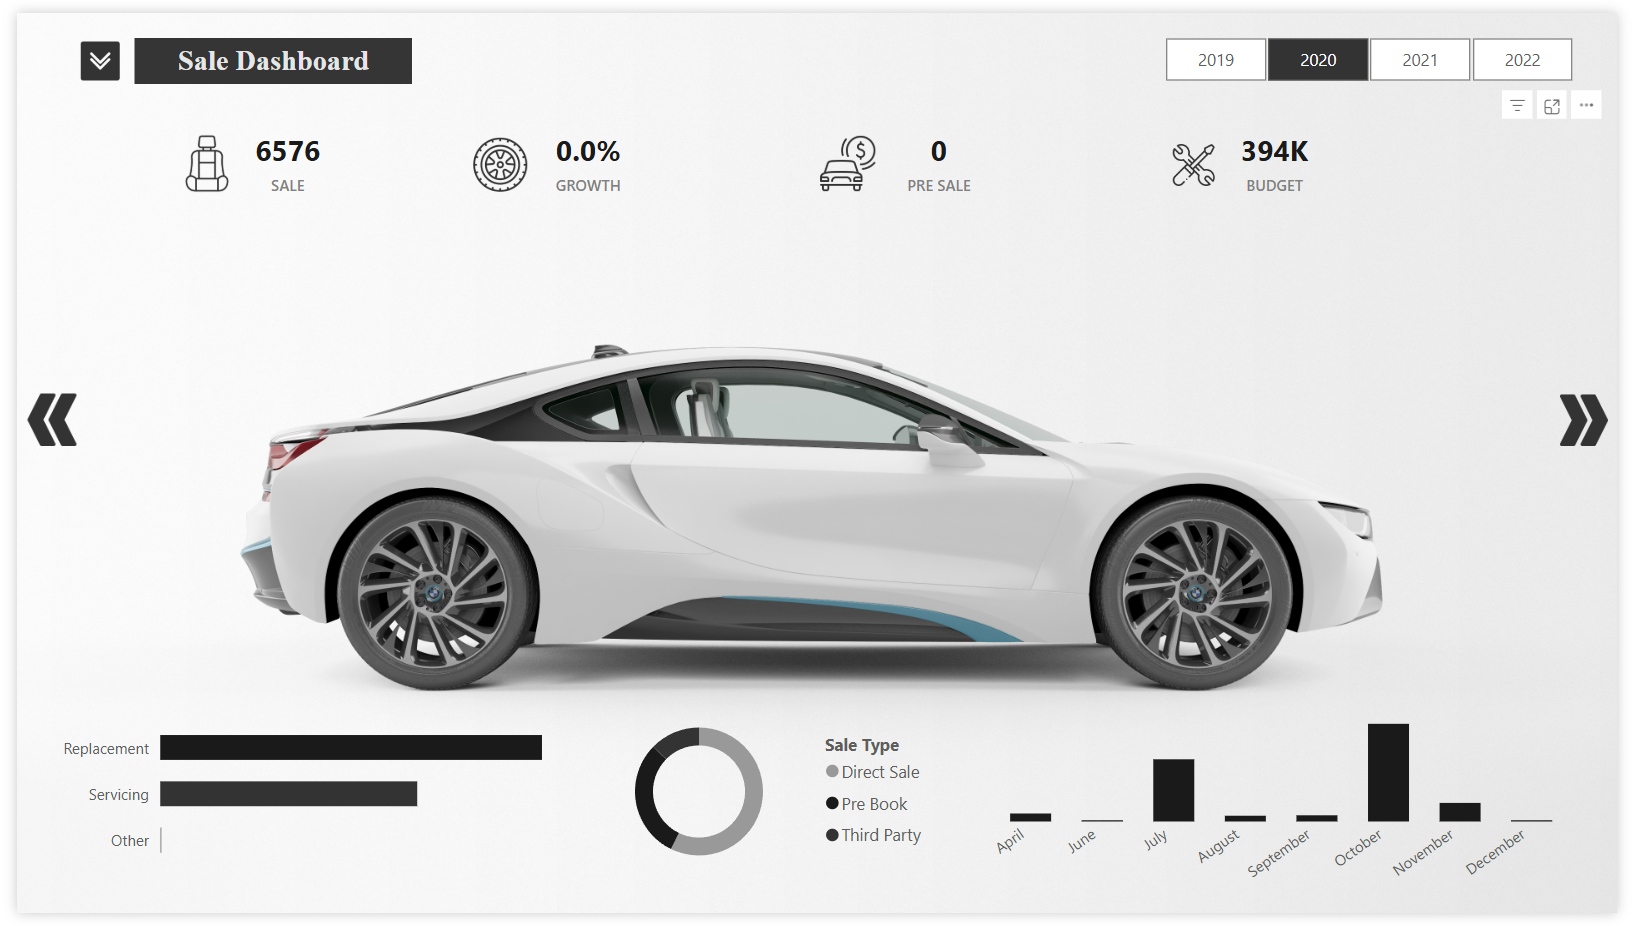 Sale Dashboard
2019
2020
2021
2022
6576
SALE
0.0%
GROWTH
0
PRE SALE
394K
BUDGET
Replacement
Servicing
Other
Sale Type
Direct Sale
Pre Book
Third Party
April
June
July
August
September
October
November
December